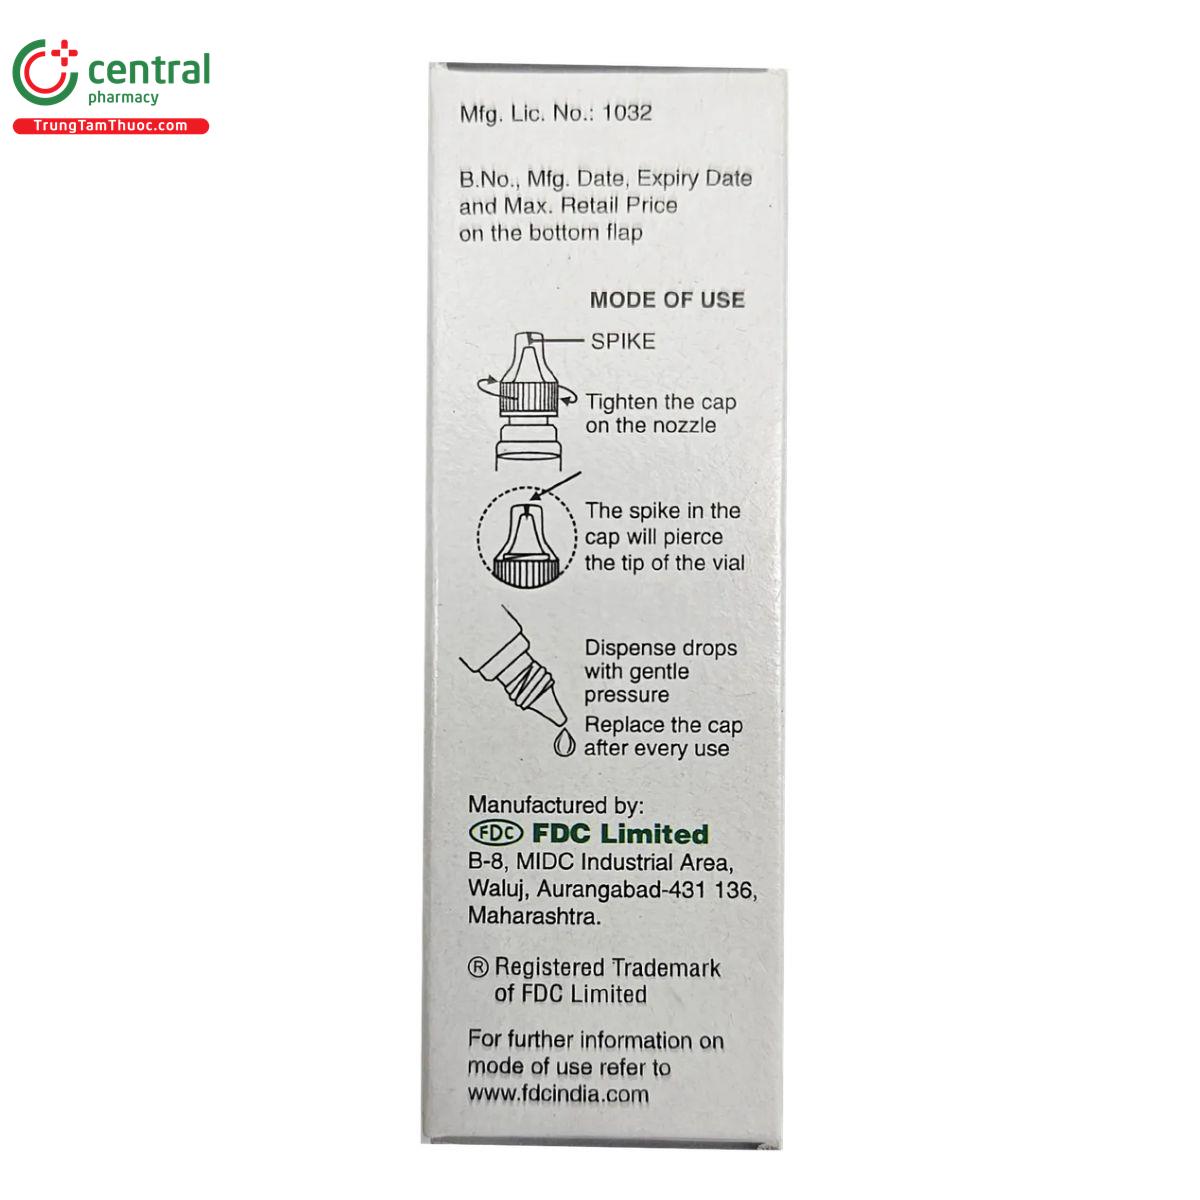 central
pharmacy
TrungTamThuoc.com
Mfg. Lic. No.: 1032
B.No., Mfg. Date, Expiry Date
and Max. Retail Price
on the bottom flap
MODE OF USE
SPIKE
Tighten the cap
on the nozzle
The spike in the
cap will pierce
the tip of the vial
Dispense drops
with gentle
pressure
Replace the cap
after every use
Manufactured by:
FDC FDC Limited
B-8, MIDC Industrial Area,
Waluj, Aurangabad-431 136,
Maharashtra.
® Registered Trademark
of FDC Limited
For further information on
mode of use refer to
www.fdcindia.com